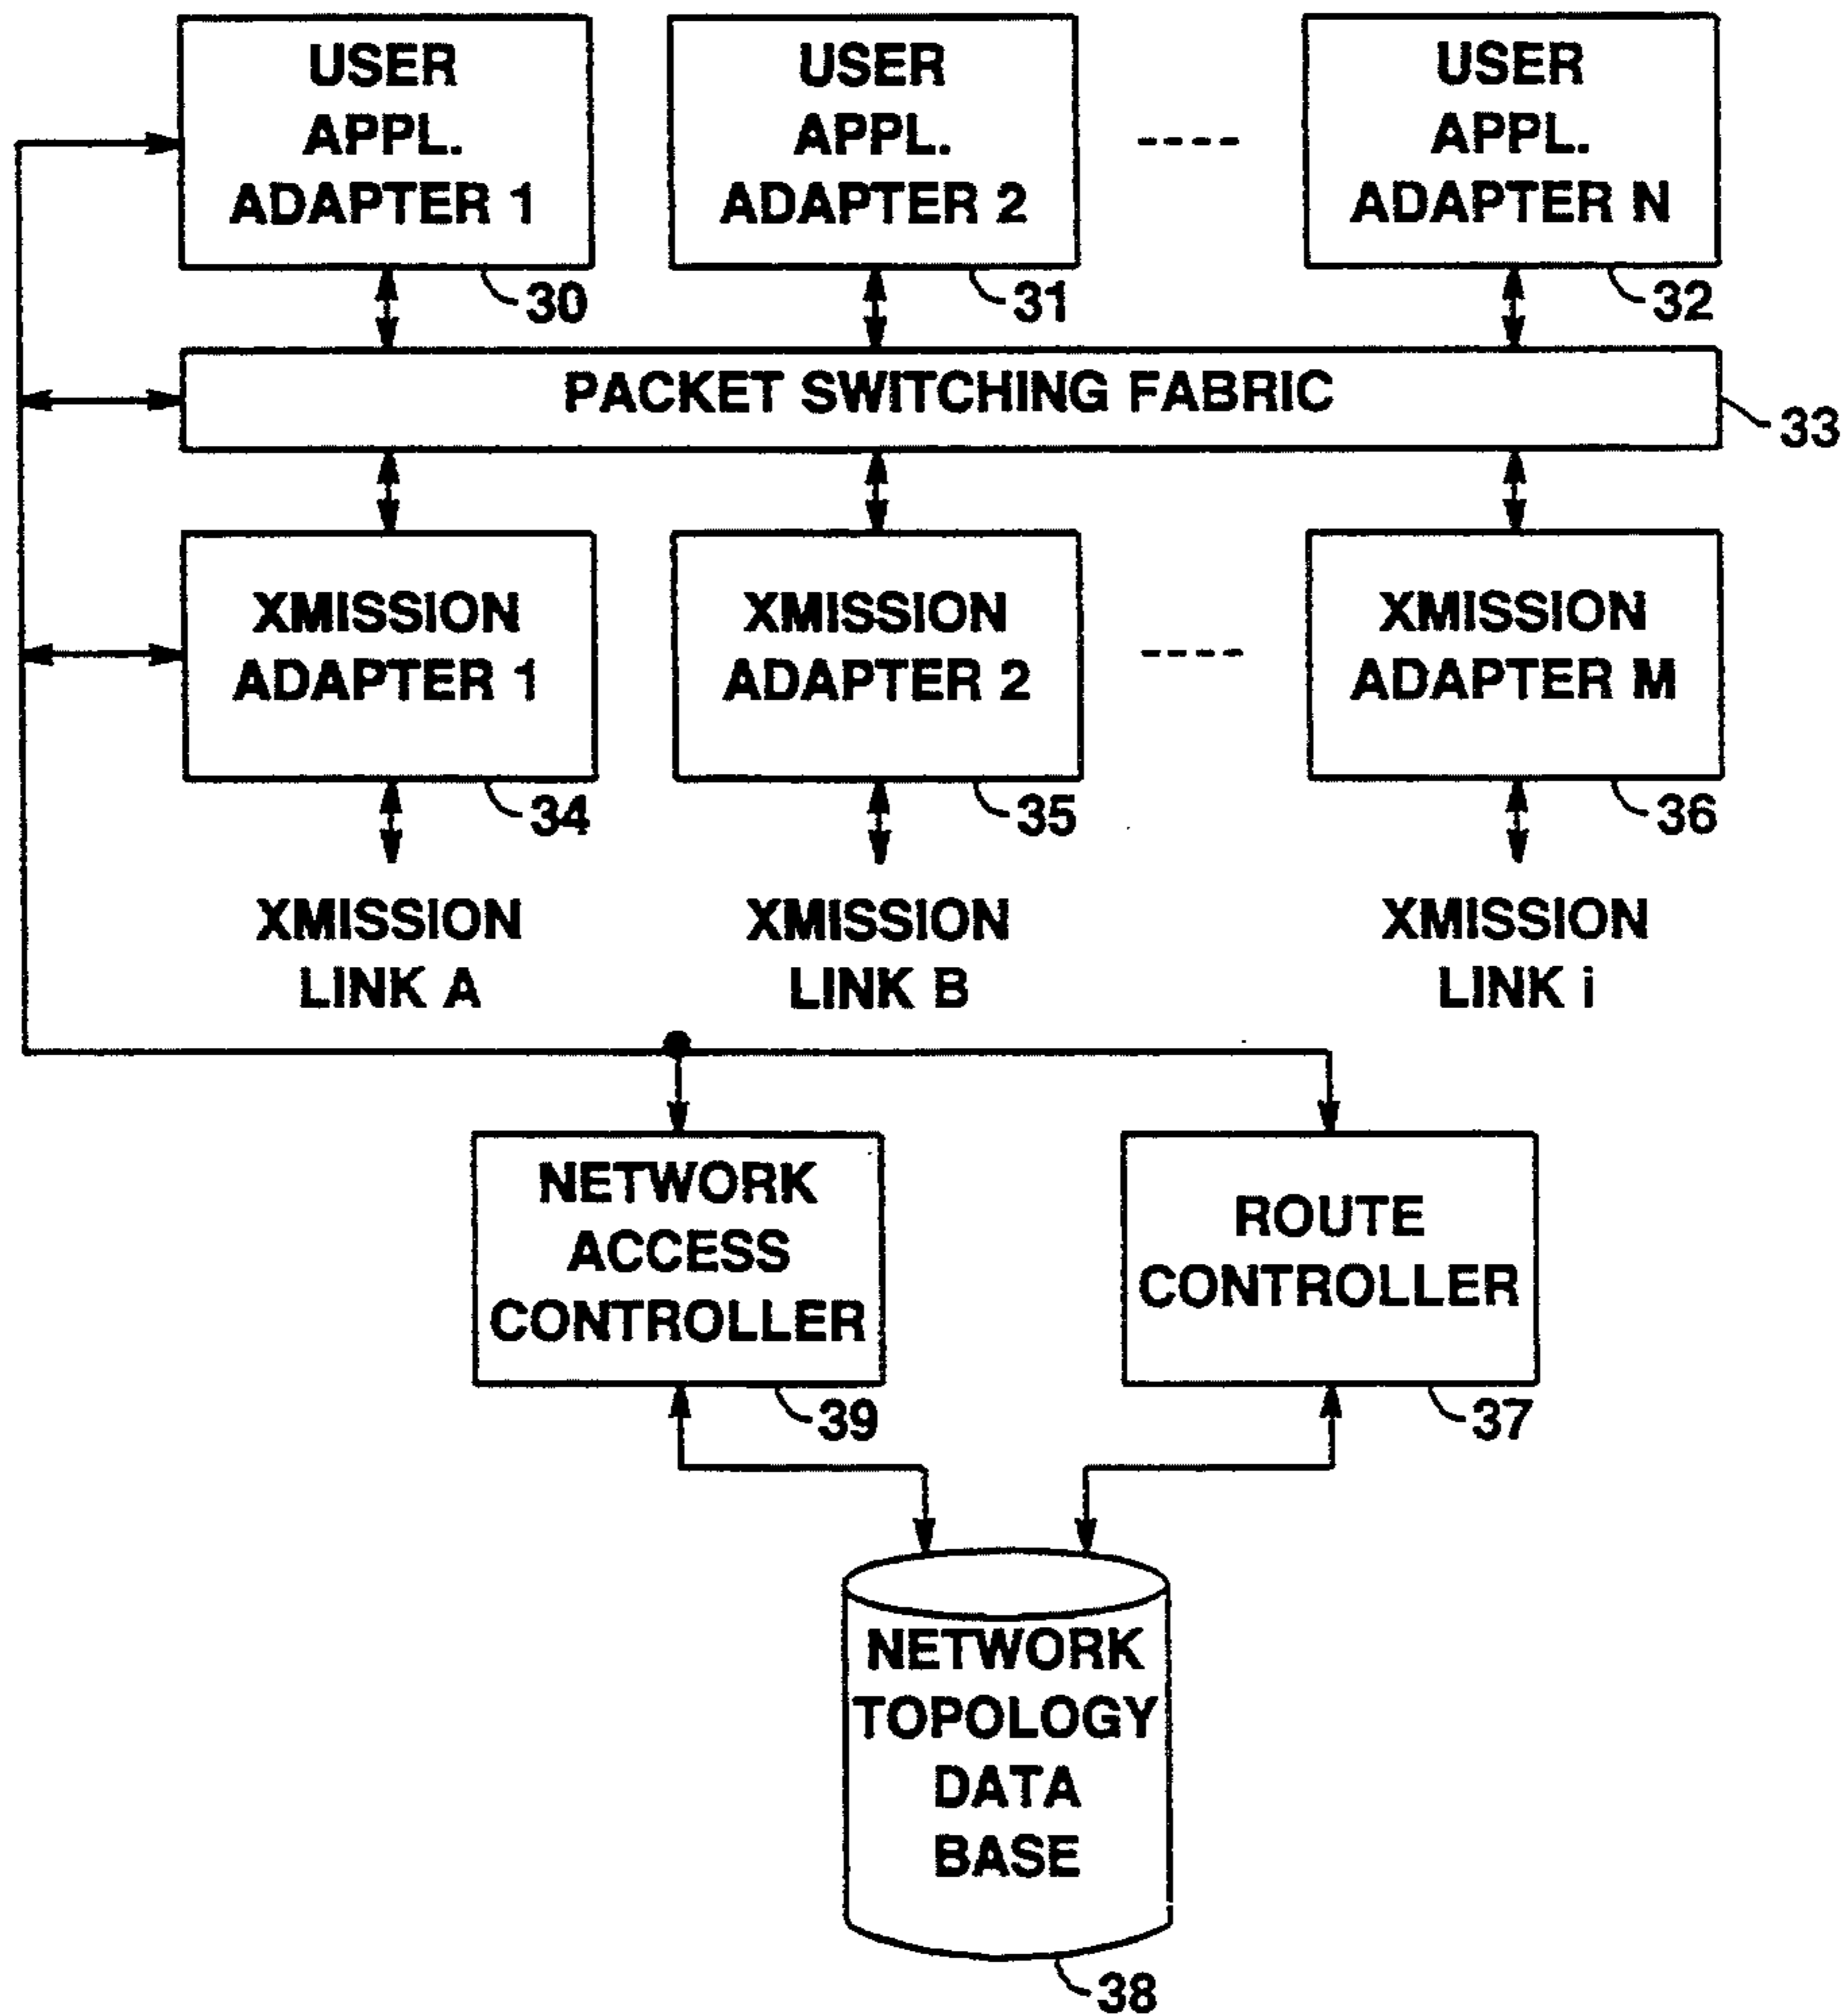 USER
APPL.
ADAPTER 1
30
USER
APPL.
ADAPTER 2
31
----
USER
APPL.
ADAPTER N
32
PACKET SWITCHING FABRIC
33
XMISSION
ADAPTER 1
34
XMISSION
ADAPTER 2
35
-----
XMISSION
ADAPTER M
36
XMISSION
LINK A
XMISSION
LINK B
XMISSION
LINK i
NETWORK
ACCESS
CONTROLLER
39
ROUTE
CONTROLLER
37
NETWORK
TOPOLOGY
DATA
BASE
38